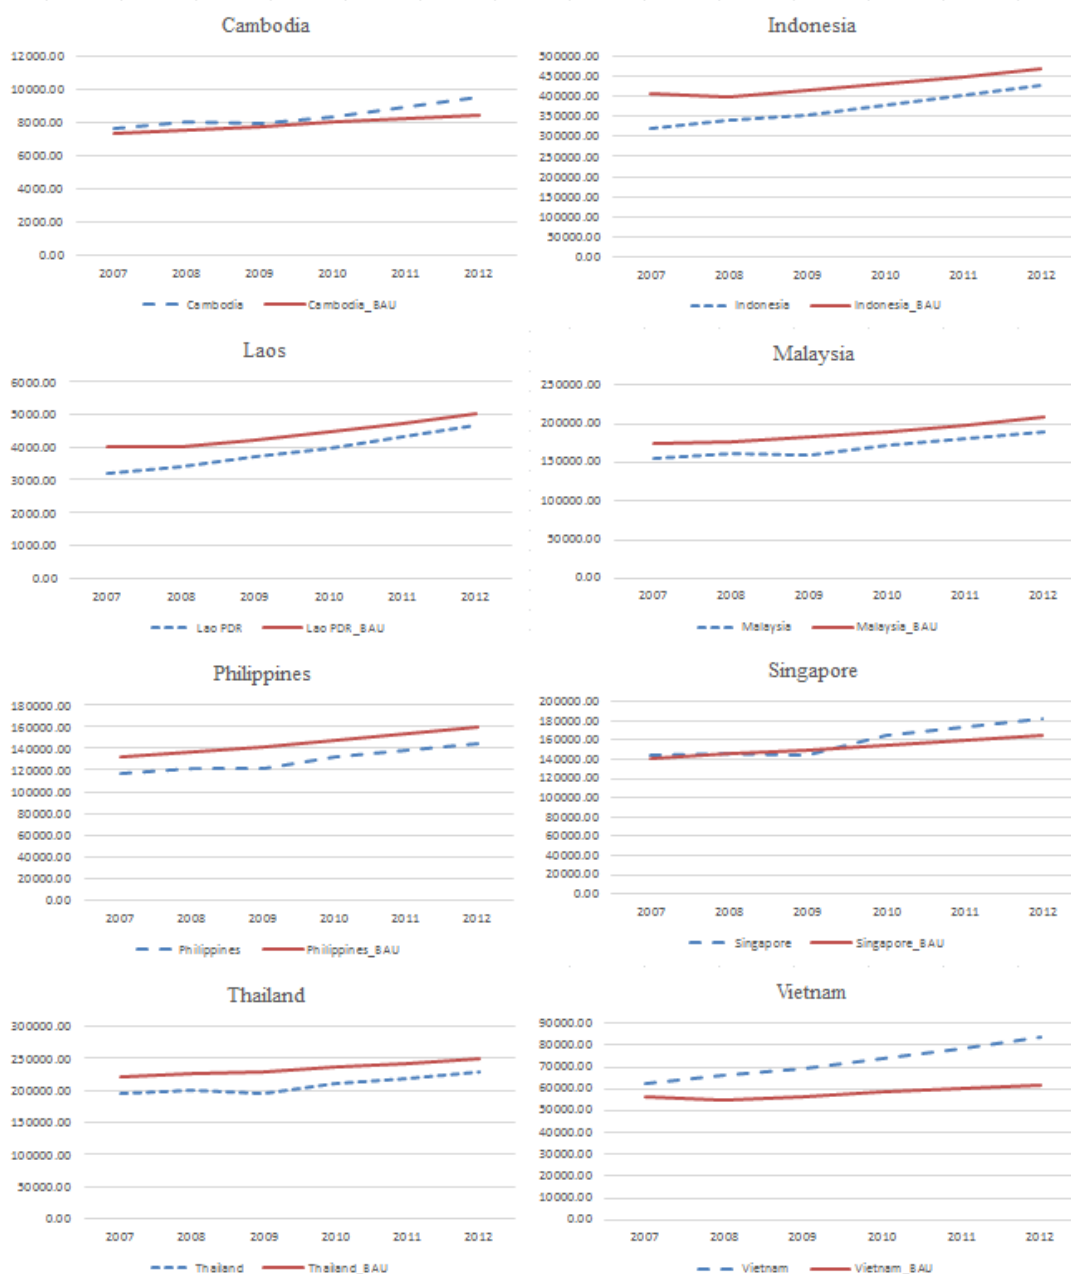 Cambodia
12000.00
10000.00
8000.00
6000.00
4000.00
2000.00
0.00
2007 2008 2009 2010 2011 2012
Cambodia Cambodia_BAU
Indonesia
500000.00
450000.00
400000.00
350000.00
300000.00
250000.00
200000.00
150000.00
100000.00
50000.00
0.00
2007 2008 2009 2010 2011 2012
Indonesia Indonesia_BAU
Laos
6000.00
5000.00
4000.00
3000.00
2000.00
1000.00
0.00
2007 2008 2009 2010 2011 2012
Lao PDR Lao PDR_BAU
Malaysia
250000.00
200000.00
150000.00
100000.00
50000.00
0.00
2007 2008 2009 2010 2011 2012
Malaysia Malaysia_BAU
Philippines
180000.00
160000.00
140000.00
120000.00
100000.00
80000.00
60000.00
40000.00
20000.00
0.00
2007 2008 2009 2010 2011 2012
Philippines Philippines_BAU
Singapore
200000.00
180000.00
160000.00
140000.00
120000.00
100000.00
80000.00
60000.00
40000.00
20000.00
0.00
2007 2008 2009 2010 2011 2012
Singapore Singapore_BAU
Thailand
300000.00
250000.00
200000.00
150000.00
100000.00
50000.00
0.00
2007 2008 2009 2010 2011 2012
Thailand Thailand_BAU
Vietnam
90000.00
80000.00
70000.00
60000.00
50000.00
40000.00
30000.00
20000.00
10000.00
0.00
2007 2008 2009 2010 2011 2012
Vietnam Vietnam_BAU